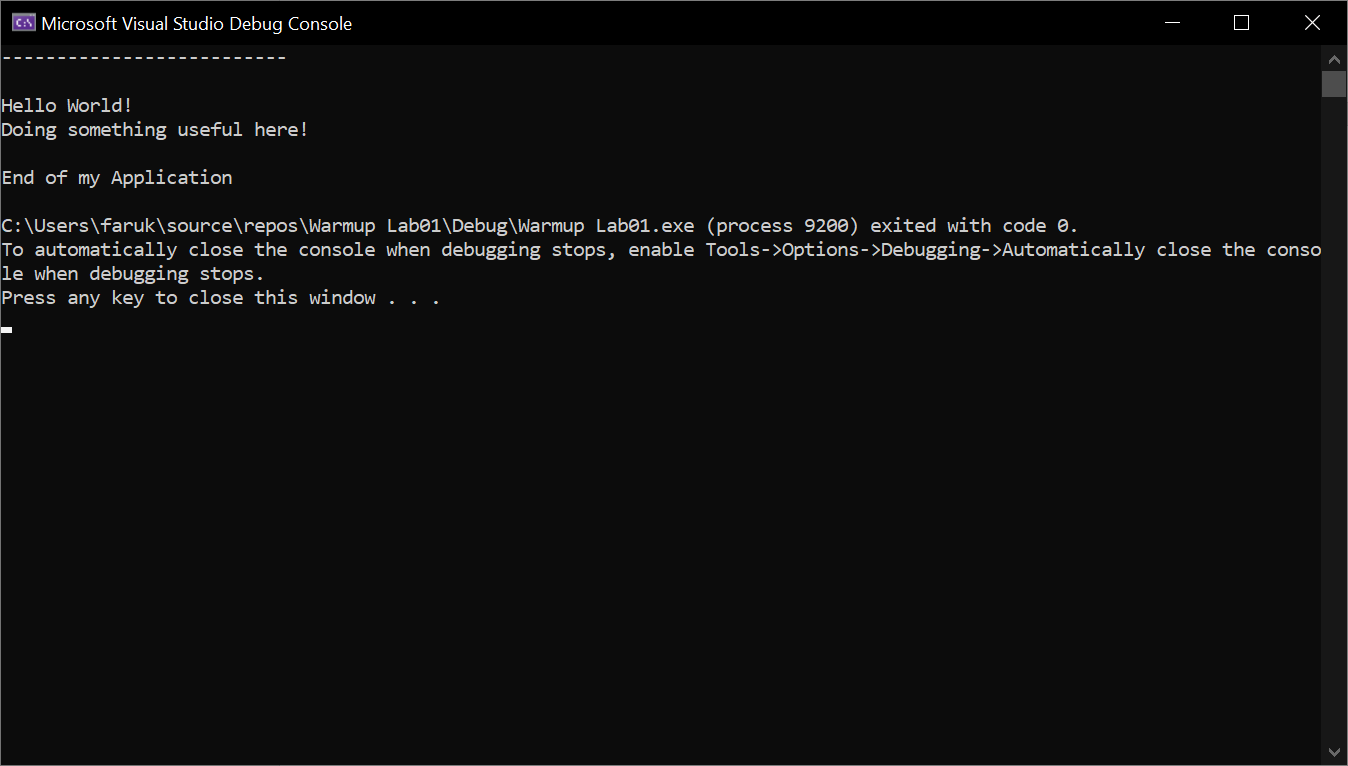 Microsoft Visual Studio Debug Console
--------------------------
Hello World!
Doing something useful here!
End of my Application
C:\Users\faruk\source\repos\Warmup Lab01\Debug\Warmup Lab01.exe (process 9200) exited with code 0.
To automatically close the console when debugging stops, enable Tools->Options->Debugging->Automatically close the conso
le when debugging stops.
Press any key to close this window . . .